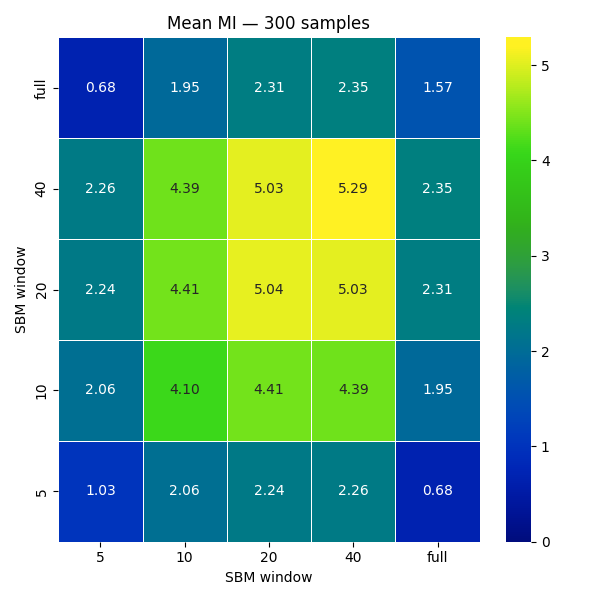 Mean MI — 300 samples
full 0.68 1.95 2.31 2.35 1.57
40 2.26 4.39 5.03 5.29 2.35
20 2.24 4.41 5.04 5.03 2.31
10 2.06 4.10 4.41 4.39 1.95
5 1.03 2.06 2.24 2.26 0.68
5 10 20 40 full
SBM window
SBM window
5
4
3
2
1
0